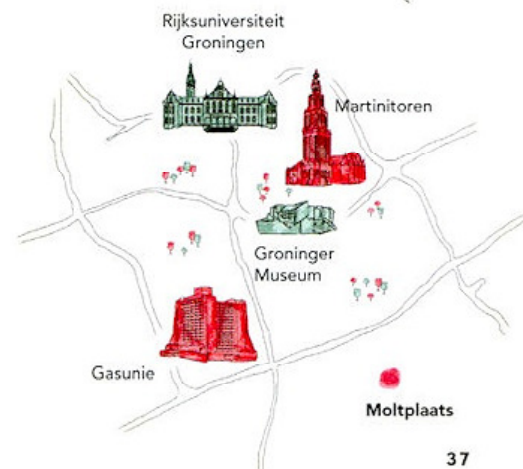 Rijksuniversiteit
Groningen
Martinitoren
Groninger
Museum
Gasunie
Moltplaats
37